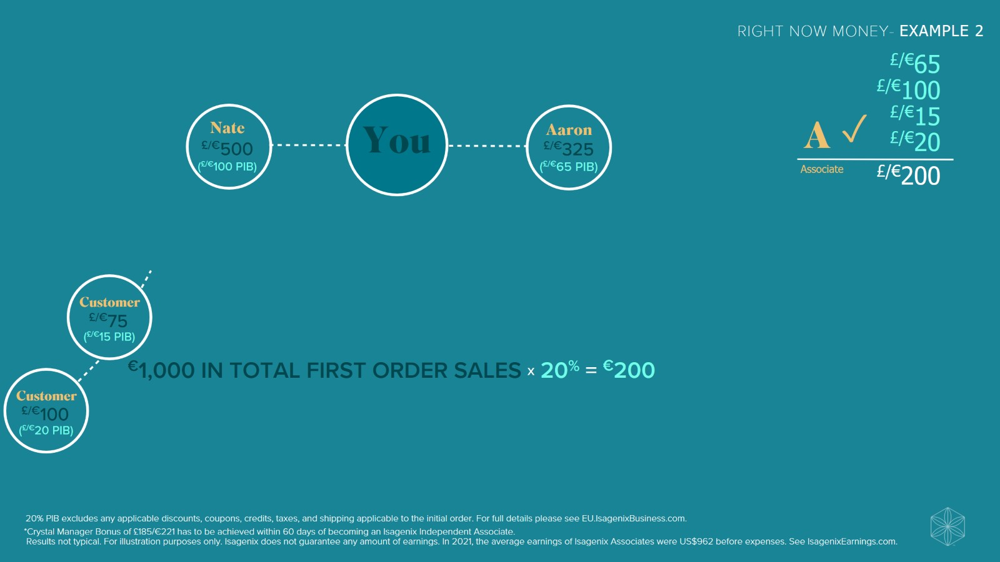 RIGHT NOW MONEY- EXAMPLE 2
£/€65
£/€100
£/€15
£/€20
A ✓
Associate
£/€200
Nate
£/€500
(£/€100 PIB)
You
Aaron
£/€325
(£/€65 PIB)
Customer
£/€75
(£/€15 PIB)
€1,000 IN TOTAL FIRST ORDER SALES x 20% = €200
Customer
£/€100
(£/€20 PIB)
20% PIB excludes any applicable discounts, coupons, credits, taxes, and shipping applicable to the initial order. For full details please see EU.IsagenixBusiness.com.
*Crystal Manager Bonus of £185/€221 has to be achieved within 60 days of becoming an Isagenix Independent Associate.
Results not typical. For illustration purposes only. Isagenix does not guarantee any amount of earnings. In 2021, the average earnings of Isagenix Associates were US$962 before expenses. See IsagenixEarnings.com.